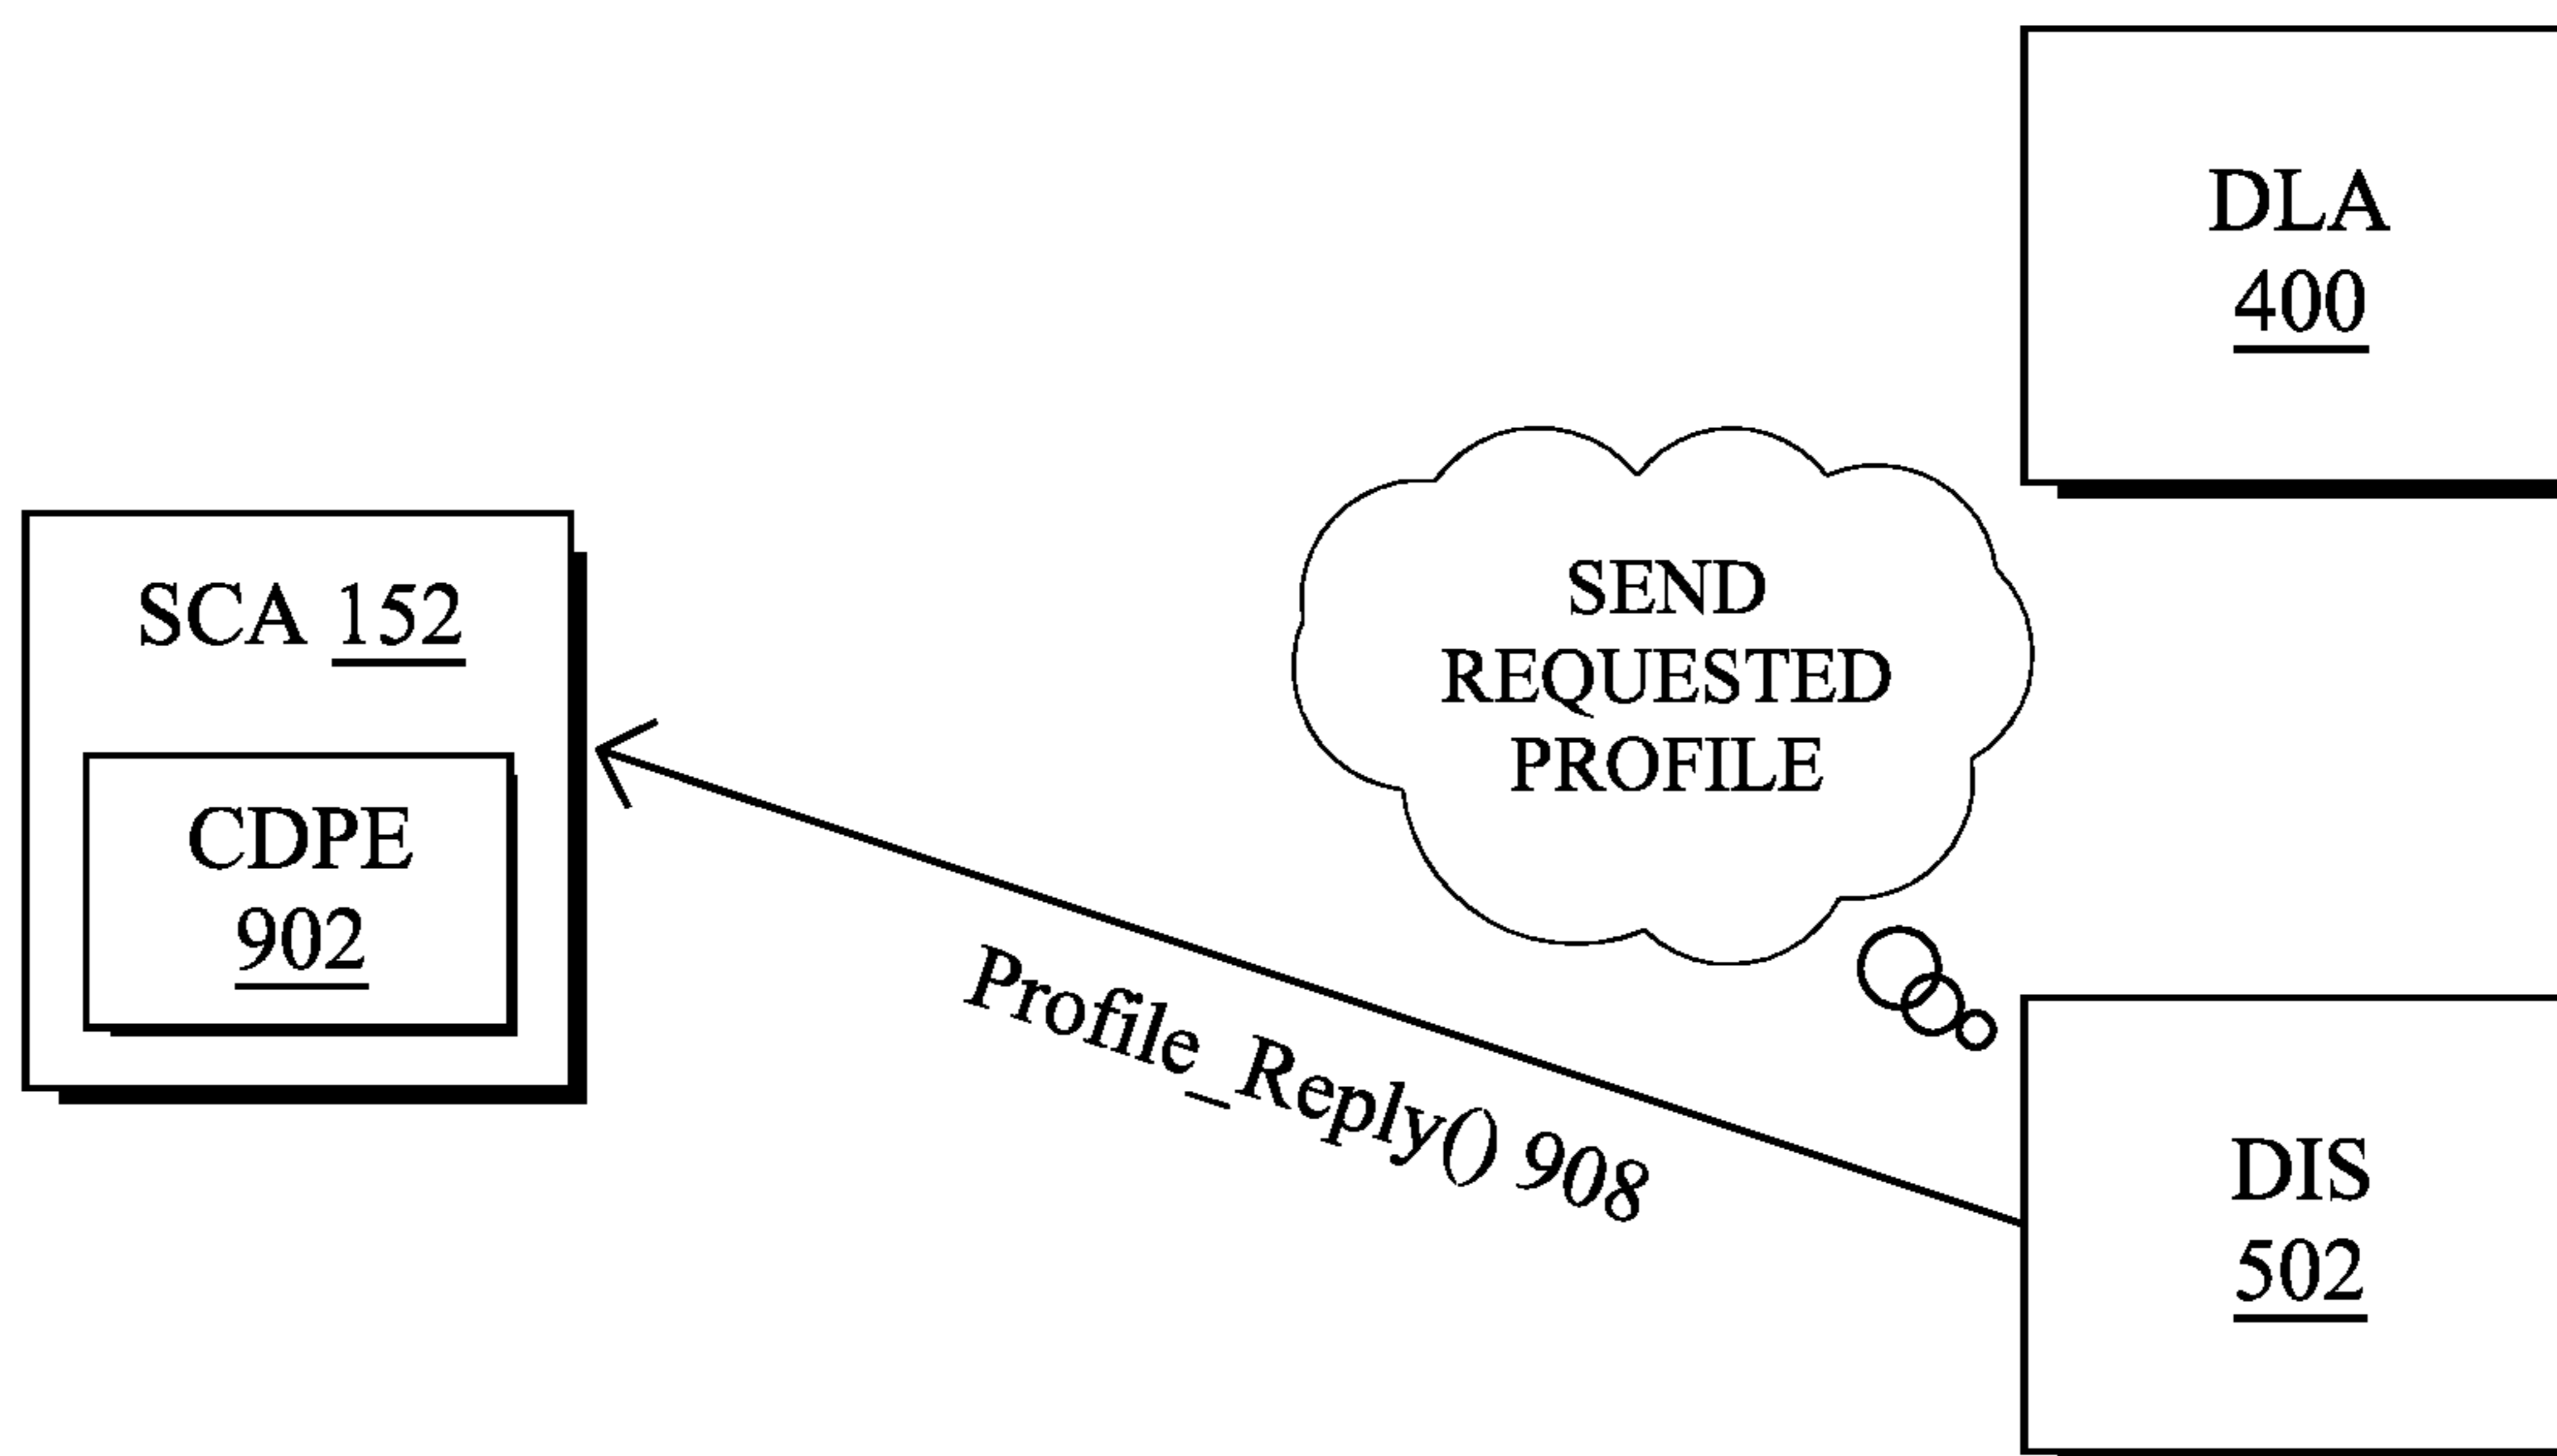 DLA
400
SEND
REQUESTED
PROFILE
SCA 152
CDPE
902
Profile_Reply() 908
DIS
502